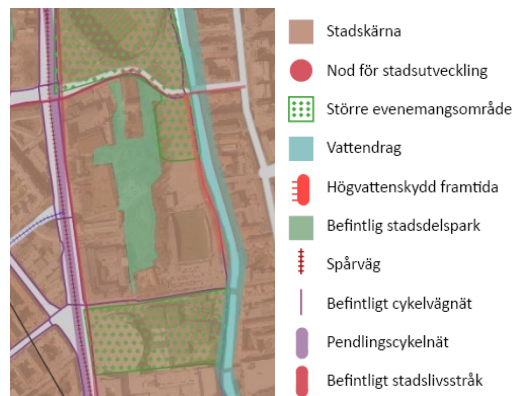 Stadskärna
Nod för stadsutveckling
Större evenemangsområde
Vattendrag
Högvattenskydd framtida
Befintlig stadsdelspark
Spårväg
Befintligt cykelvägnät
Pendlingscykelnät
Befintligt stadslivsstråk